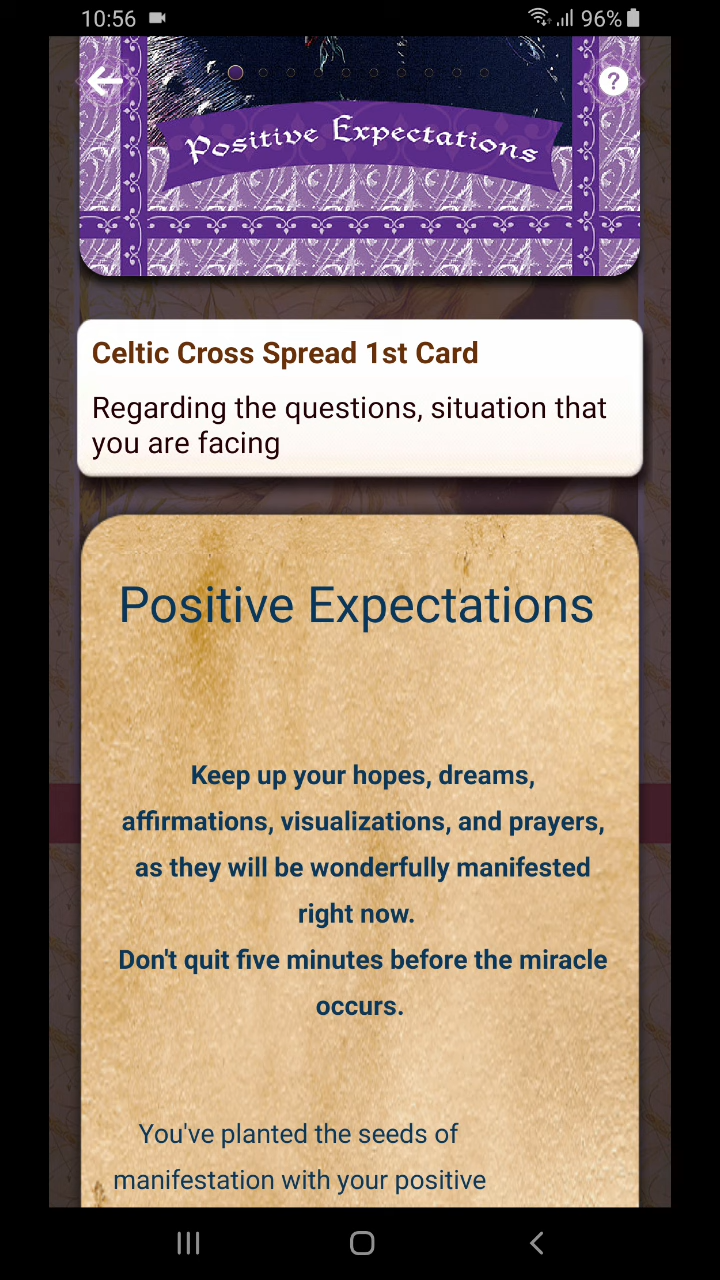 10:56
96%
Positive Expectations
?
Celtic Cross Spread 1st Card
Regarding the questions, situation that
you are facing
Positive Expectations
Keep up your hopes, dreams,
affirmations, visualizations, and prayers,
as they will be wonderfully manifested
right now.
Don't quit five minutes before the miracle
occurs.
You've planted the seeds of
manifestation with your positive